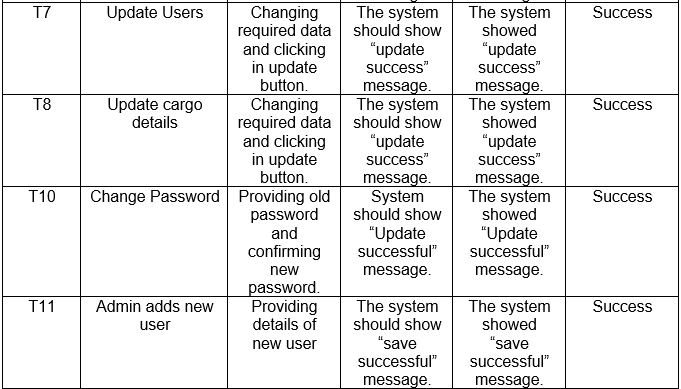 T7
Update Users
Changing
required data
and clicking
in update
button.
The system
should show
“update
success”
message.
The system
showed
“update
success”
message.
Success
T8
Update cargo
details
Changing
required data
and clicking
in update
button.
The system
should show
“update
success”
message.
The system
showed
“update
success”
message.
Success
T10
Change Password
Providing old
password
and
confirming
new
password.
System
should show
“Update
successful”
message.
The system
showed
“Update
successful”
message.
Success
T11
Admin adds new
user
Providing
details of
new user
The system
should show
“save
successful”
message.
The system
showed
“save
successful”
message.
Success